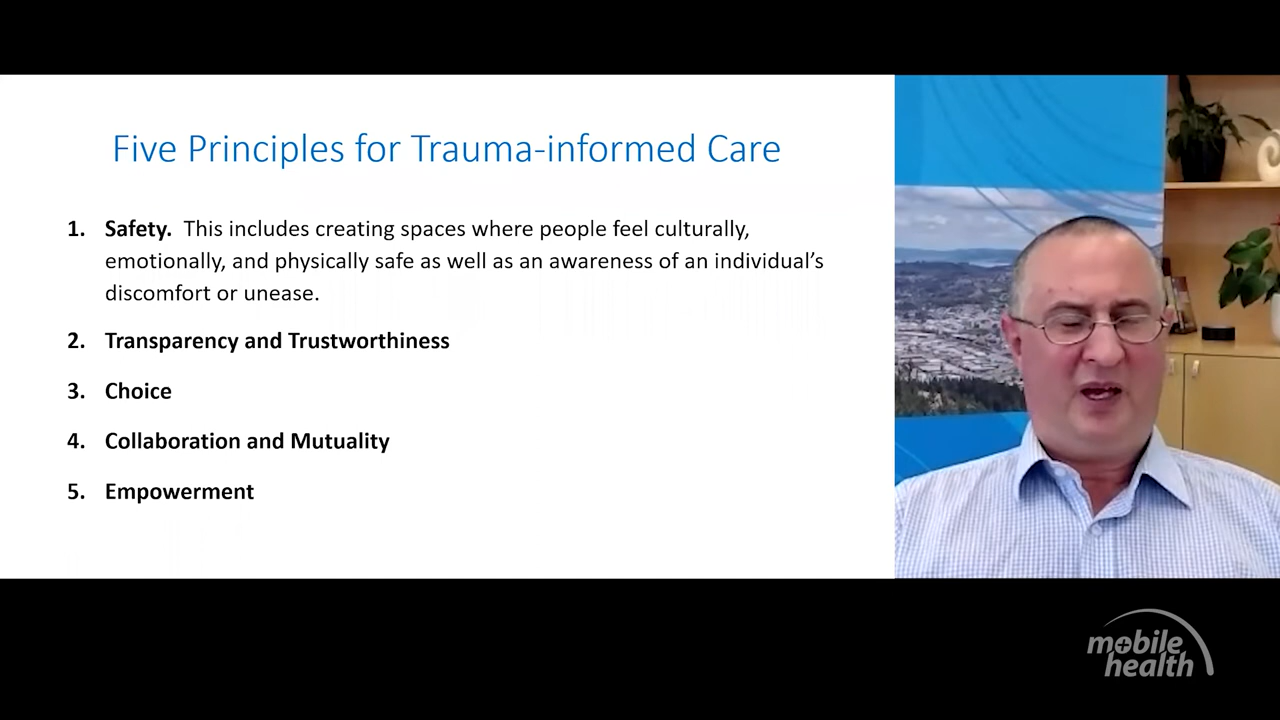 Five Principles for Trauma-informed Care
1. Safety. This includes creating spaces where people feel culturally,
emotionally, and physically safe as well as an awareness of an individual’s
discomfort or unease.
2. Transparency and Trustworthiness
3. Choice
4. Collaboration and Mutuality
5. Empowerment
mobile
health